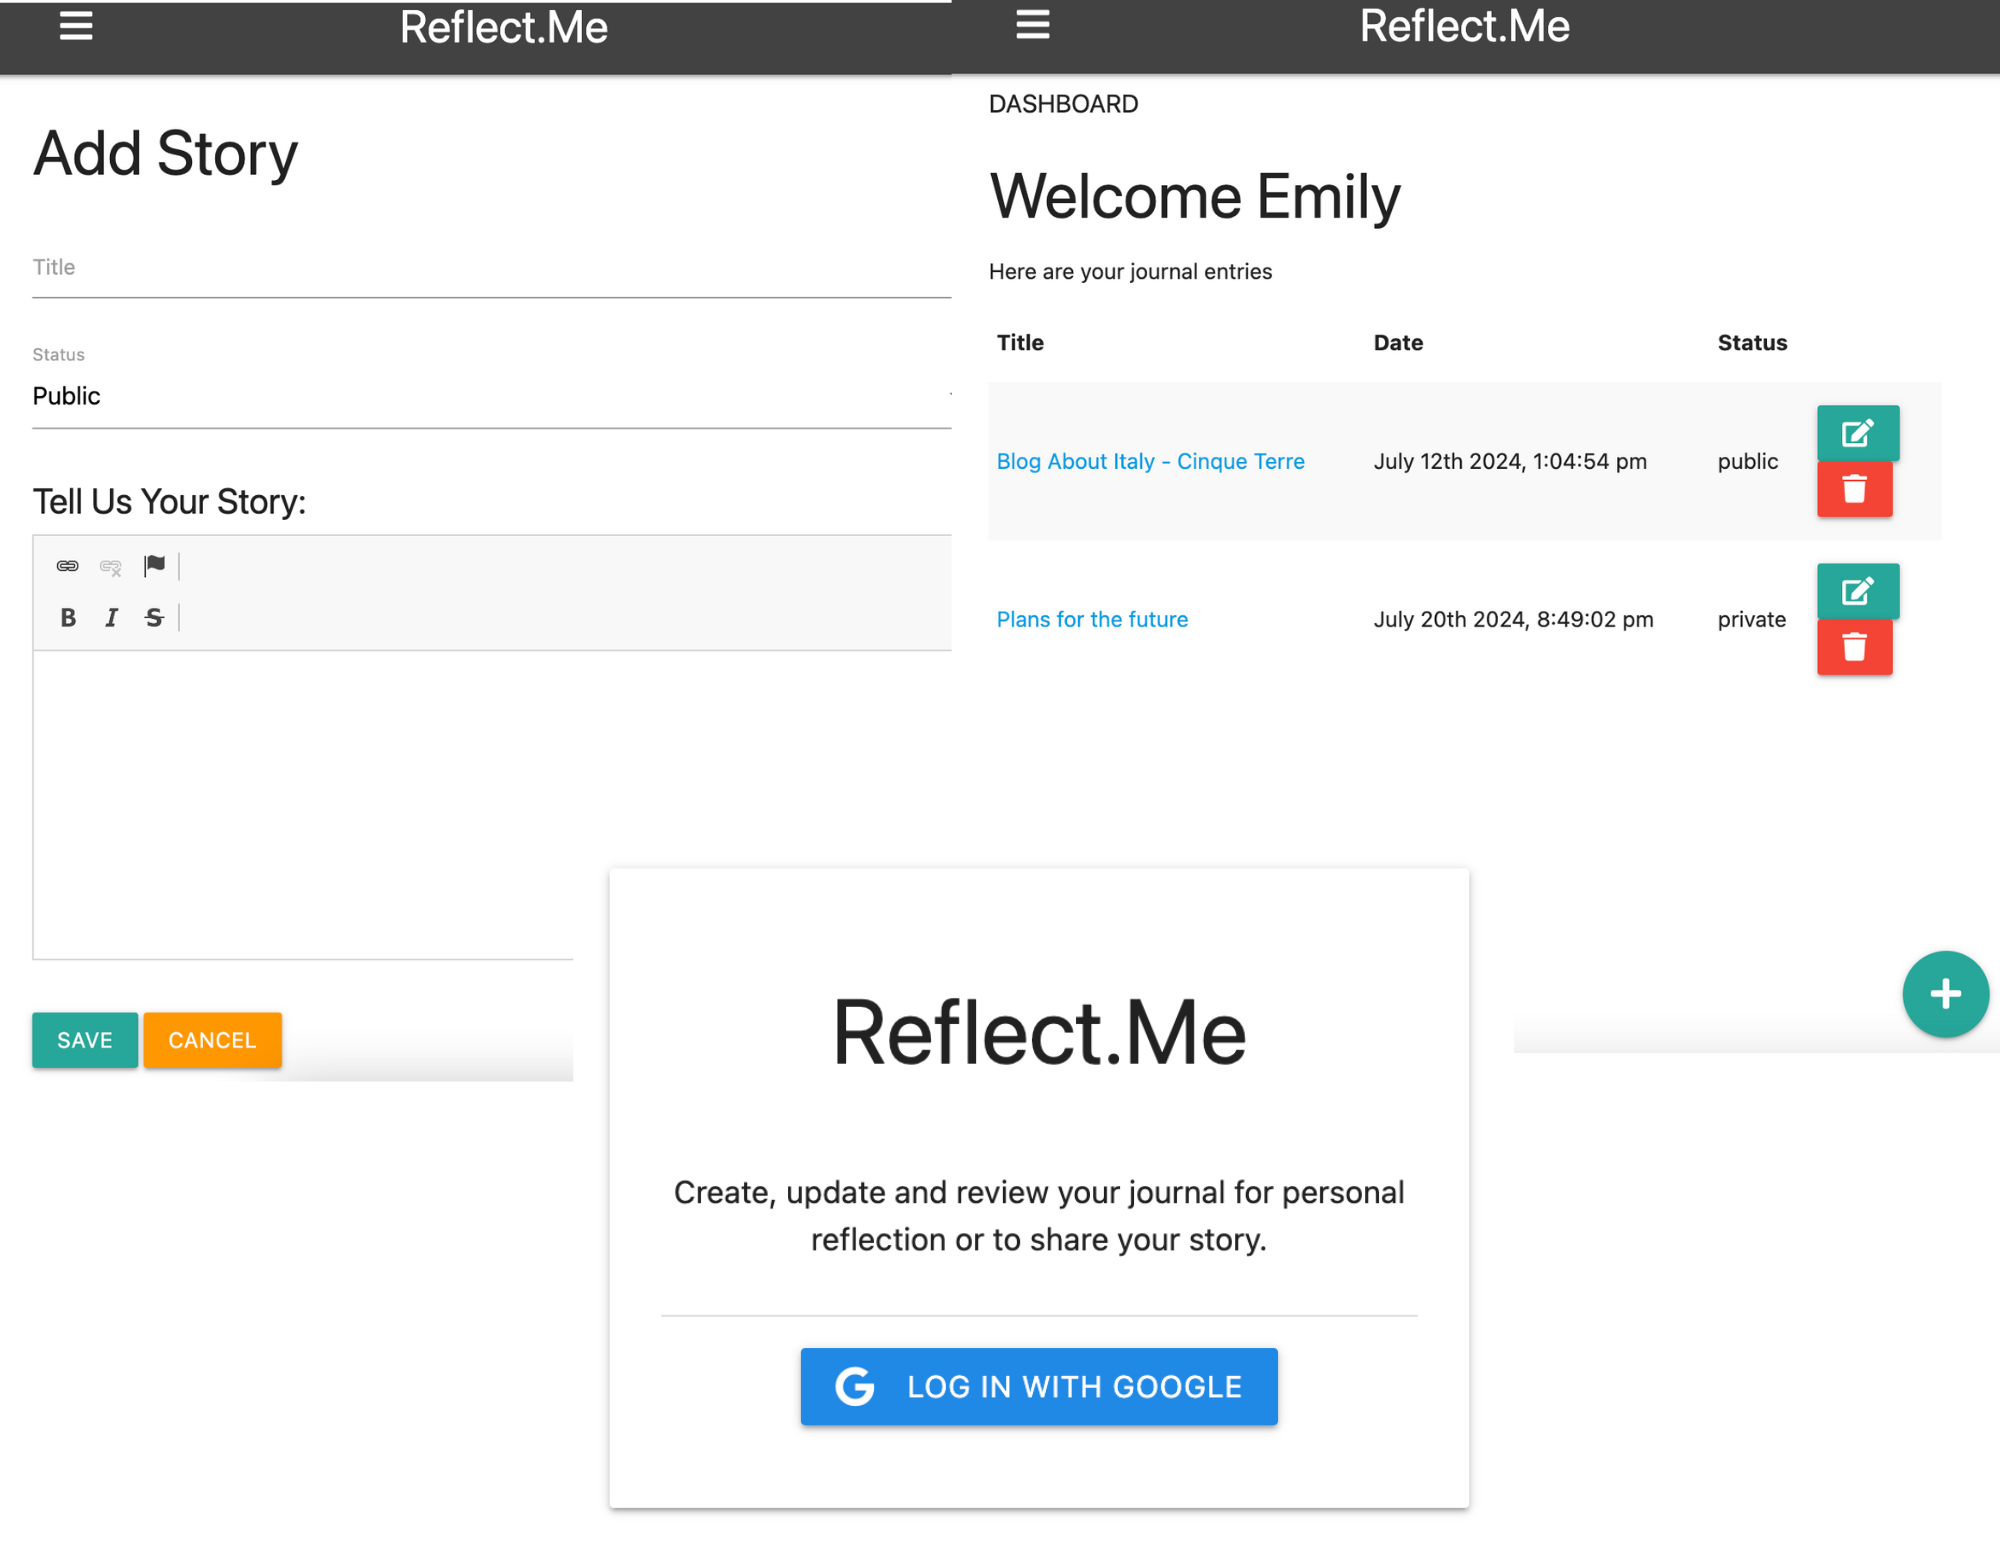 Reflect.Me
Add Story
Title
Status
Public
Tell Us Your Story:
B I S
SAVE CANCEL
Reflect.Me
DASHBOARD
Welcome Emily
Here are your journal entries
Title Date Status
Blog About Italy - Cinque Terre July 12th 2024, 1:04:54 pm public
Plans for the future July 20th 2024, 8:49:02 pm private
Reflect.Me
Create, update and review your journal for personal
reflection or to share your story.
G LOG IN WITH GOOGLE